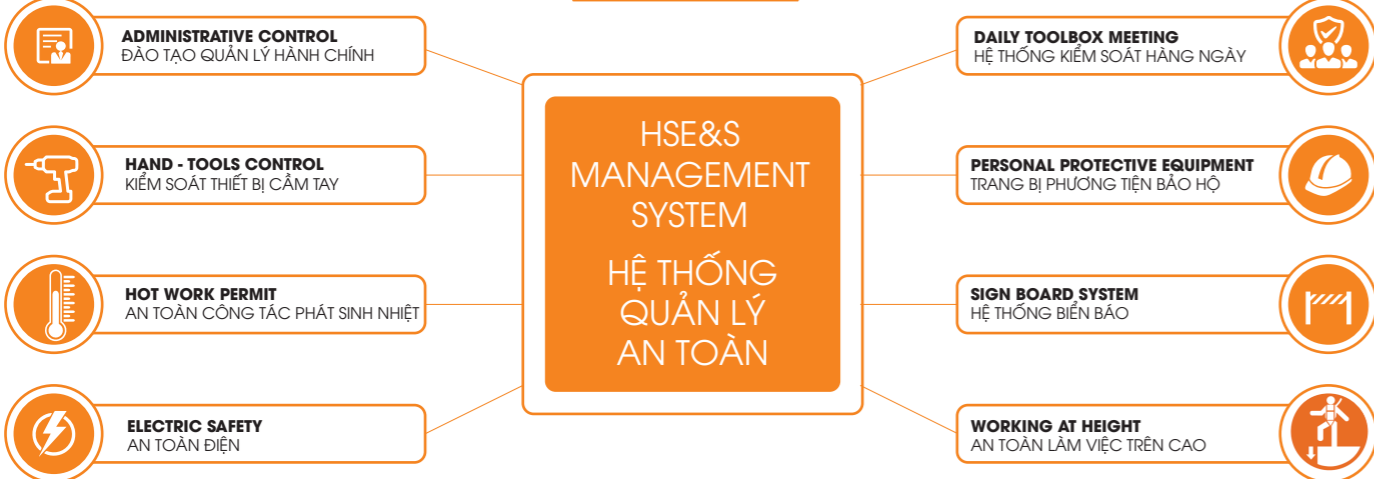 ADMINISTRATIVE CONTROL
ĐÀO TẠO QUẢN LÝ HÀNH CHÍNH
HAND - TOOLS CONTROL
KIỂM SOÁT THIẾT BỊ CẦM TAY
HOT WORK PERMIT
AN TOÀN CÔNG TÁC PHÁT SINH NHIỆT
ELECTRIC SAFETY
AN TOÀN ĐIỆN
HSE&S
MANAGEMENT
SYSTEM
HỆ THỐNG
QUẢN LÝ
AN TOÀN
DAILY TOOLBOX MEETING
HỆ THỐNG KIỂM SOÁT HÀNG NGÀY
PERSONAL PROTECTIVE EQUIPMENT
TRANG BỊ PHƯƠNG TIỆN BẢO HỘ
SIGN BOARD SYSTEM
HỆ THỐNG BIỂN BÁO
WORKING AT HEIGHT
AN TOÀN LÀM VIỆC TRÊN CAO